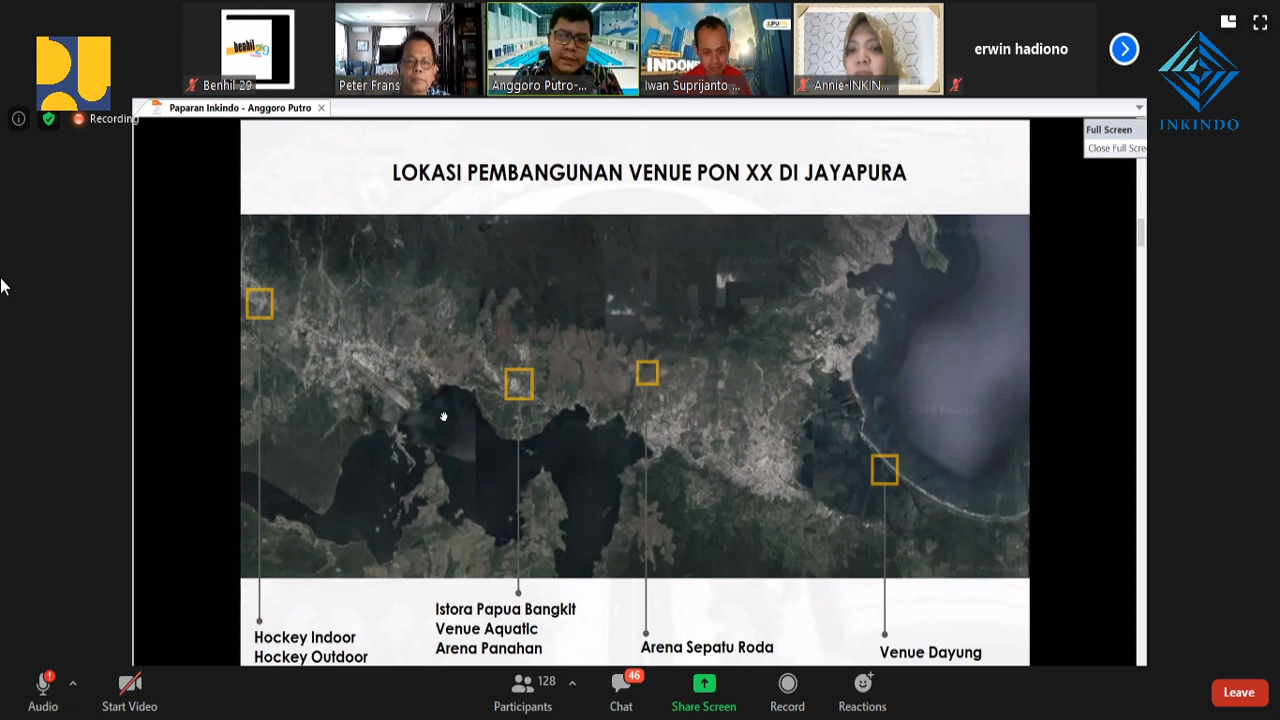 benhil
29
Benhil 29
Peter Frans
Anggoro Putro-...
INDON
Iwan Suprijanto ...
Annie-INKIN...
erwin hadiono
INKINDO
Recording
Paparan Inkindo - Anggoro Putro
Full Screen
Close Full Scre
LOKASI PEMBANGUNAN VENUE PON XX DI JAYAPURA
Hockey Indoor
Hockey Outdoor
Istora Papua Bangkit
Venue Aquatic
Arena Panahan
Arena Sepatu Roda
Venue Dayung
Audio
Start Video
128
Participants
46
Chat
Share Screen
Record
Reactions
Leave